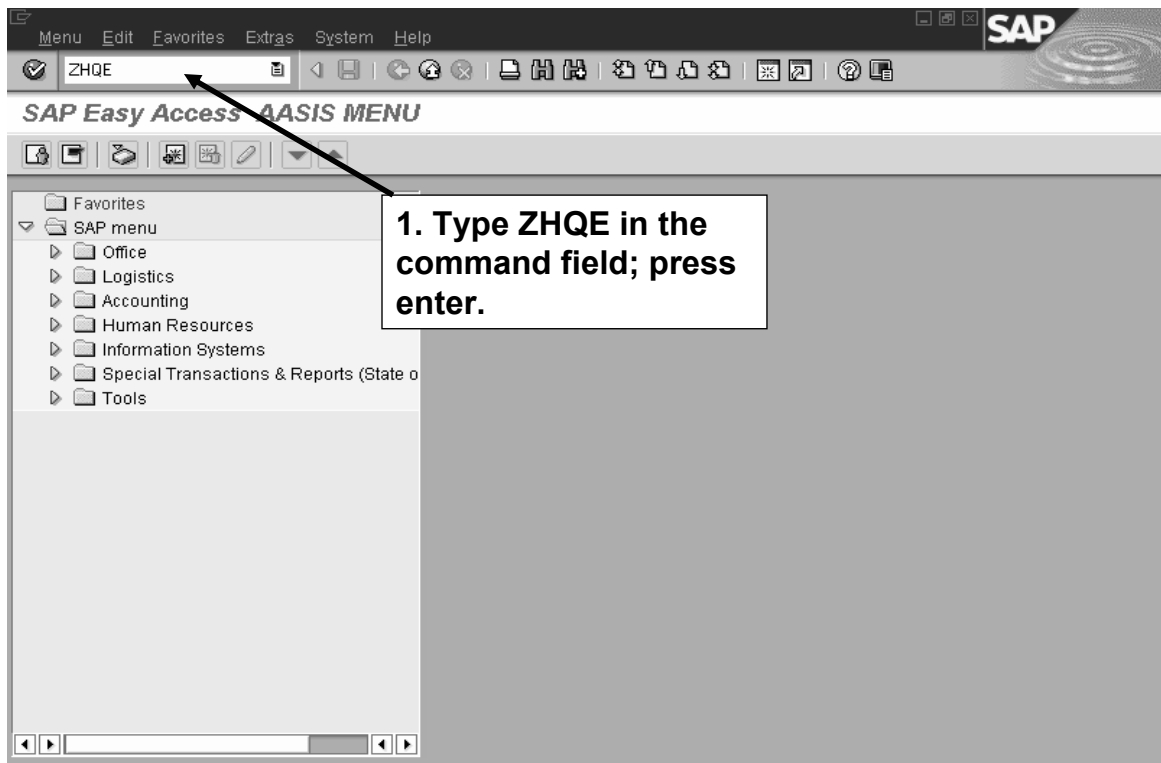 Menu Edit Favorites Extras System Help
SAP
ZHQE
SAP Easy Access AASIS MENU
Favorites
SAP menu
Office
Logistics
Accounting
Human Resources
Information Systems
Special Transactions & Reports (State o
Tools
1. Type ZHQE in the
command field; press
enter.